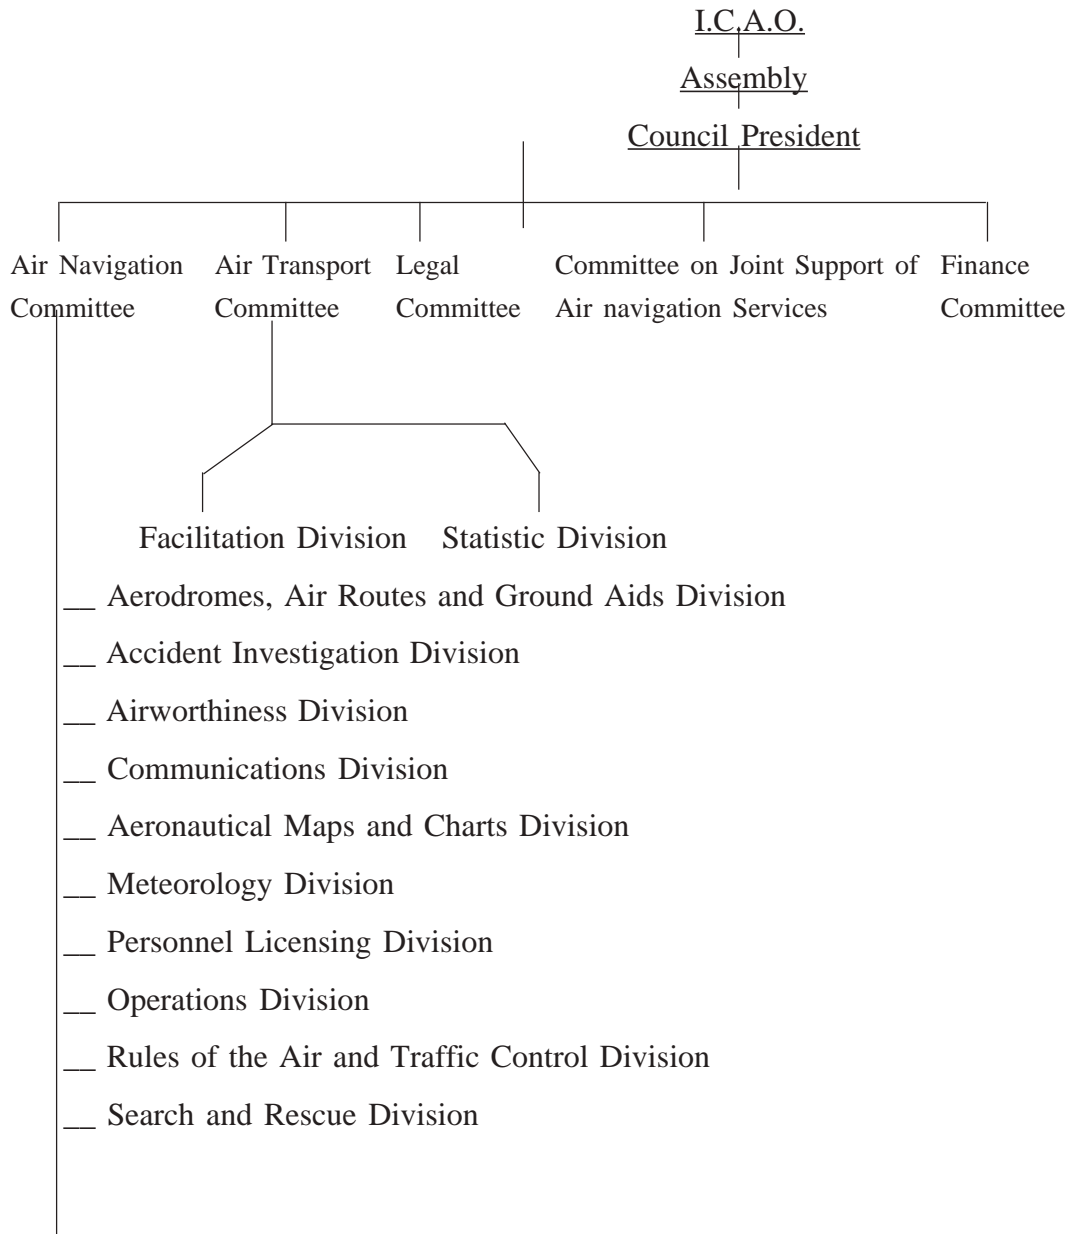 I.C.A.O.
Assembly
Council President
Air Navigation Committee
Air Transport Committee
Legal Committee
Committee on Joint Support of Air navigation Services
Finance Committee
Facilitation Division
Statistic Division
__ Aerodromes, Air Routes and Ground Aids Division
__ Accident Investigation Division
__ Airworthiness Division
__ Communications Division
__ Aeronautical Maps and Charts Division
__ Meteorology Division
__ Personnel Licensing Division
__ Operations Division
__ Rules of the Air and Traffic Control Division
__ Search and Rescue Division